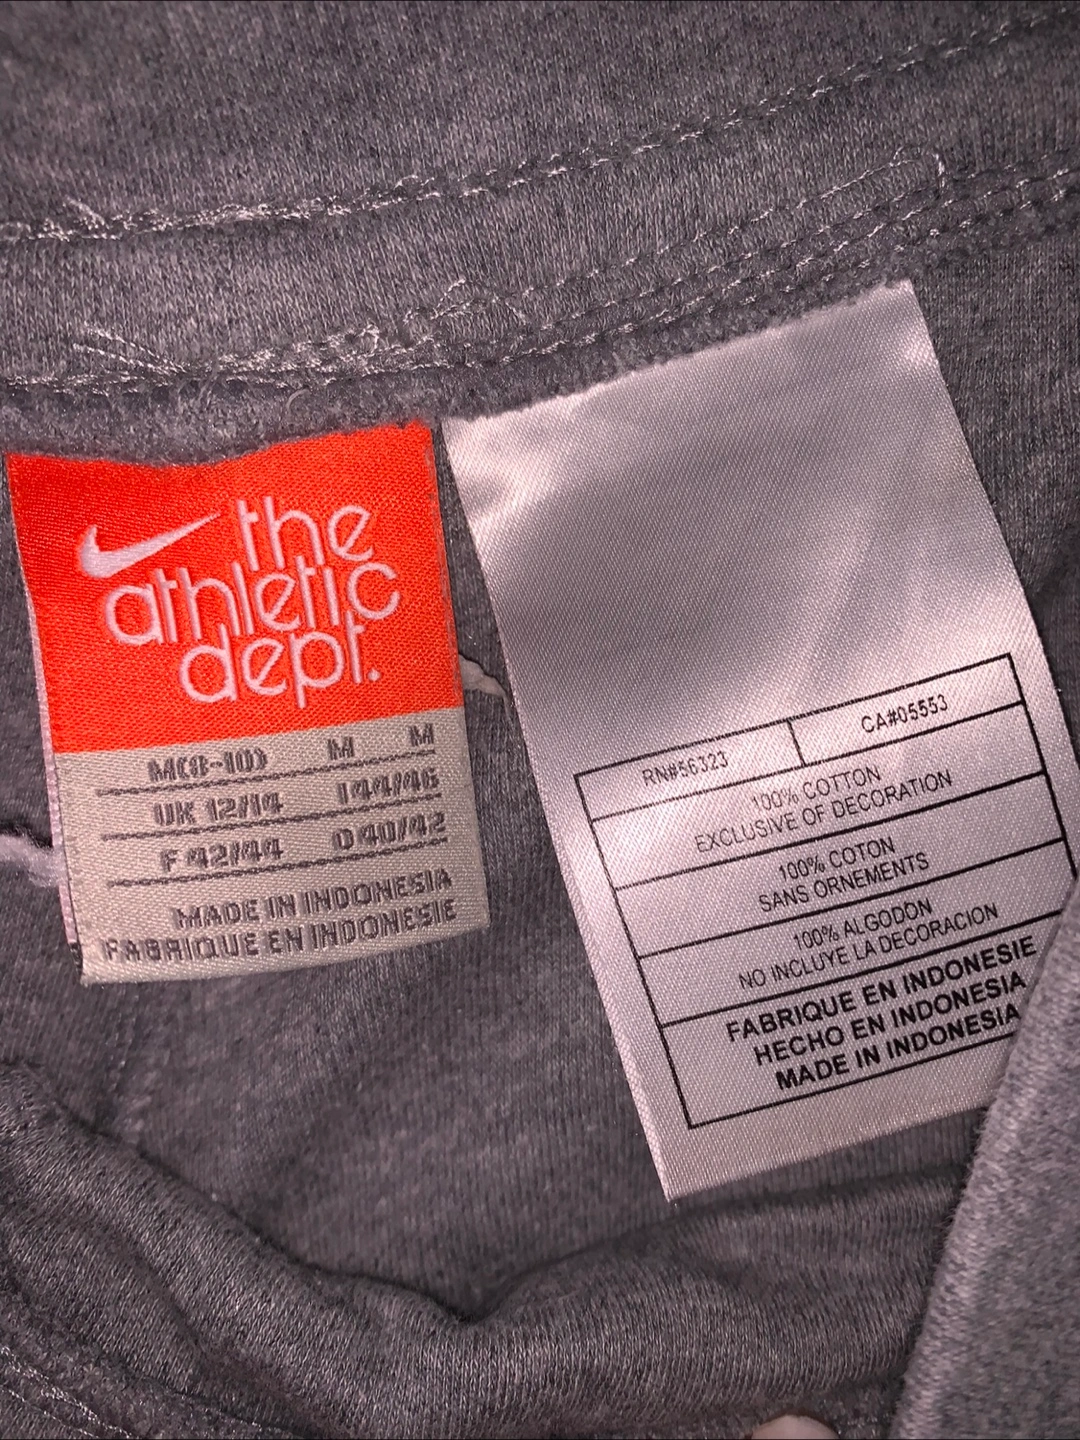 the
athletic
dept.
M(8-10) M M
UK 12/14 I44/46
F 42/44 D40/42
MADE IN INDONESIA
FABRIQUE EN INDONESIE
RN#56323 CA#05553
100% COTTON
EXCLUSIVE OF DECORATION
100% COTON
SANS ORNEMENTS
100% ALGODON
NO INCLUYE LA DECORACION
FABRIQUE EN INDONESIE
HECHO EN INDONESIA
MADE IN INDONESIA